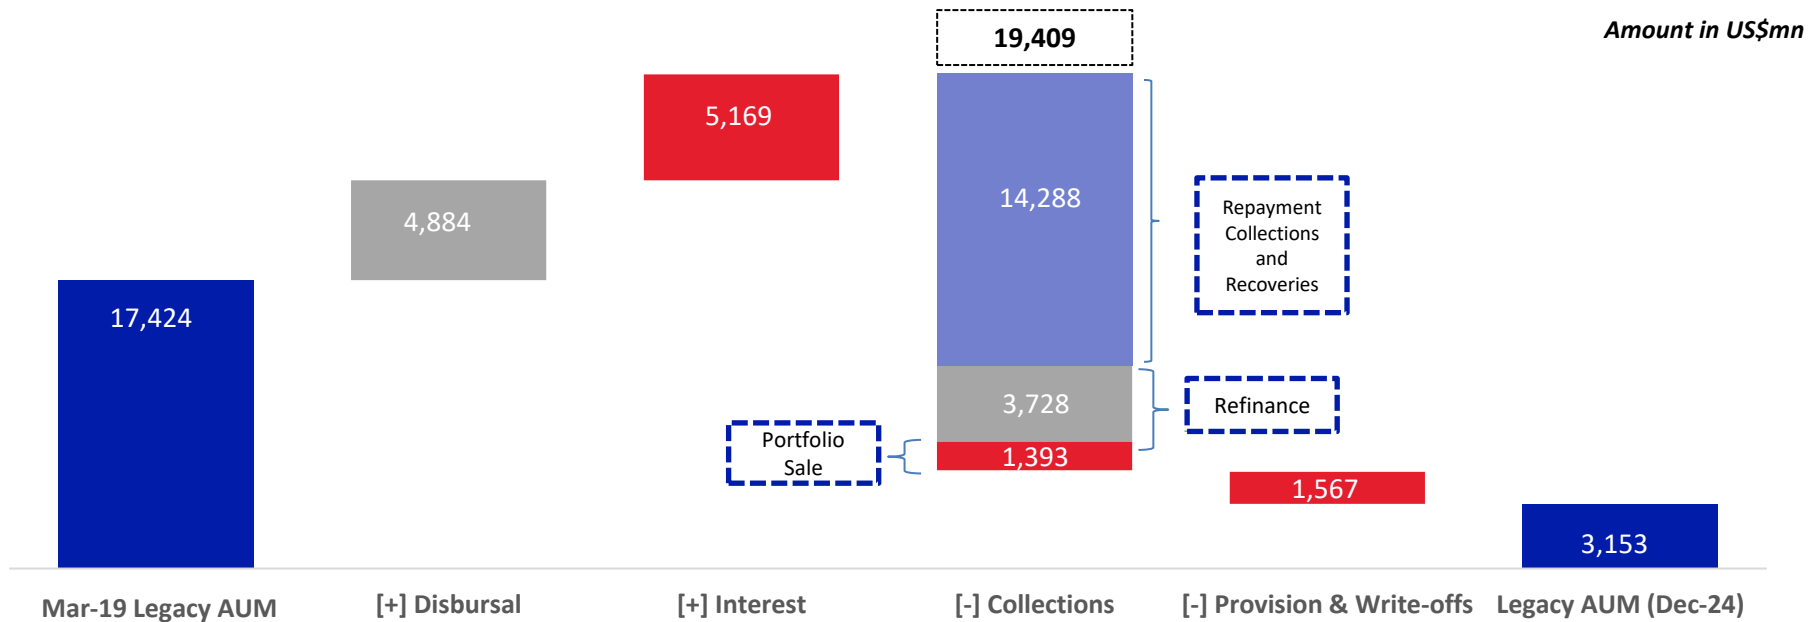 Amount in US$mn
19,409
5,169
14,288
4,884
Repayment
Collections
and
Recoveries
17,424
3,728
Refinance
Portfolio
Sale
1,393
1,567
3,153
Mar-19 Legacy AUM
[+] Disbursal
[+] Interest
[-] Collections
[-] Provision & Write-offs
Legacy AUM (Dec-24)